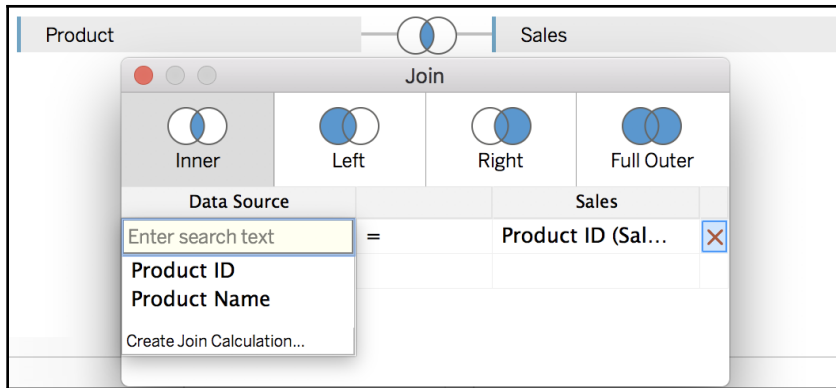 Product Sales
Join
Inner Left Right Full Outer
Data Source Sales
Enter search text = Product ID (Sal...
Product ID
Product Name
Create Join Calculation...